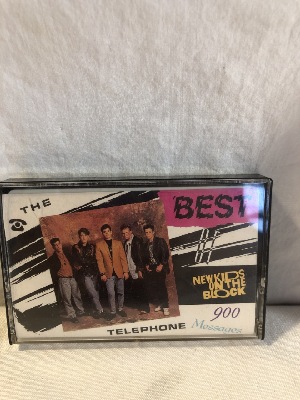 THE
BEST
OF
NEW KIDS
ON THE
BLOCK
900
TELEPHONE Messages